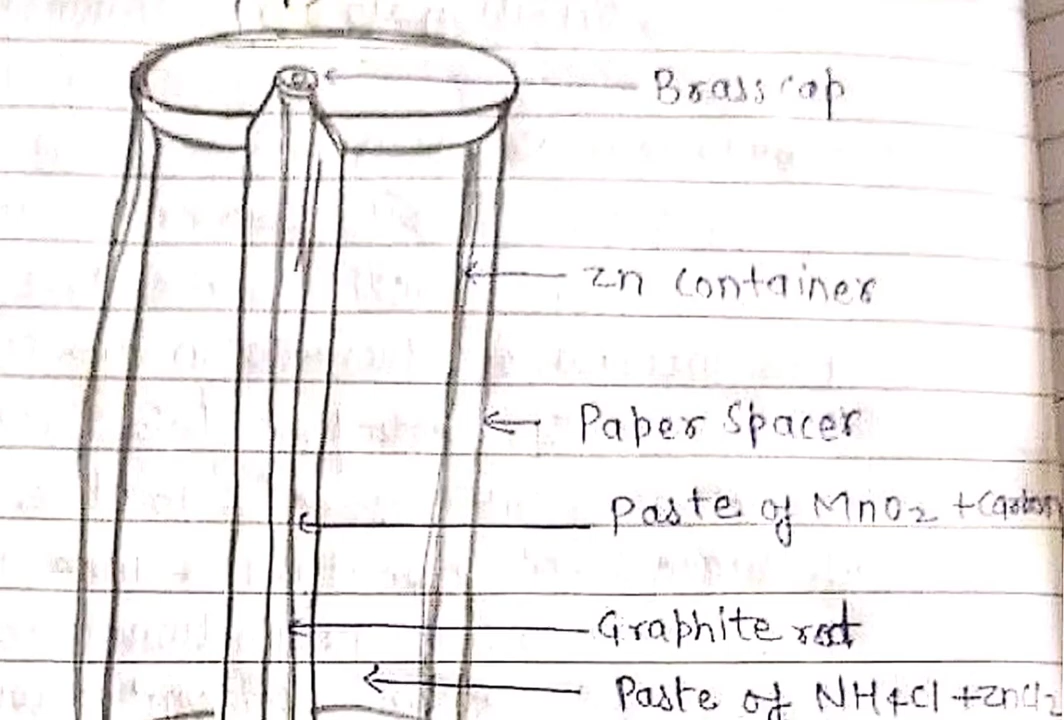 Brass cap
Zn Container
Paper Spacer
Paste of MnO2 + Carbon
Graphite rod
Paste of NH4Cl + ZnCl2